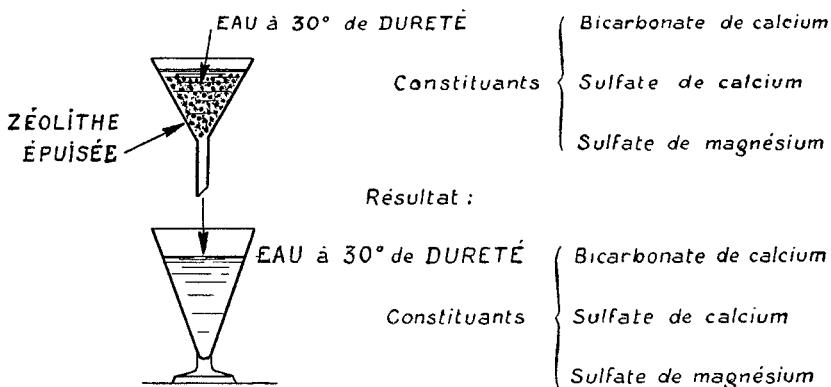 EAU à 30° de DURETÉ
ZÉOLITHE
ÉPUISÉE
Constituants
Bicarbonate de calcium
Sulfate de calcium
Sulfate de magnésium
Résultat :
EAU à 30° de DURETÉ
Constituants
Bicarbonate de calcium
Sulfate de calcium
Sulfate de magnésium